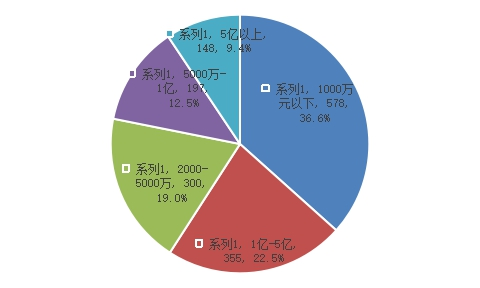 系列1, 5亿以上,
148, 9.4%
系列1, 5000万-
1亿, 197,
12.5%
系列1, 1000万
元以下, 578,
36.6%
系列1, 2000-
5000万, 300,
19.0%
系列1, 1亿-5亿,
355, 22.5%